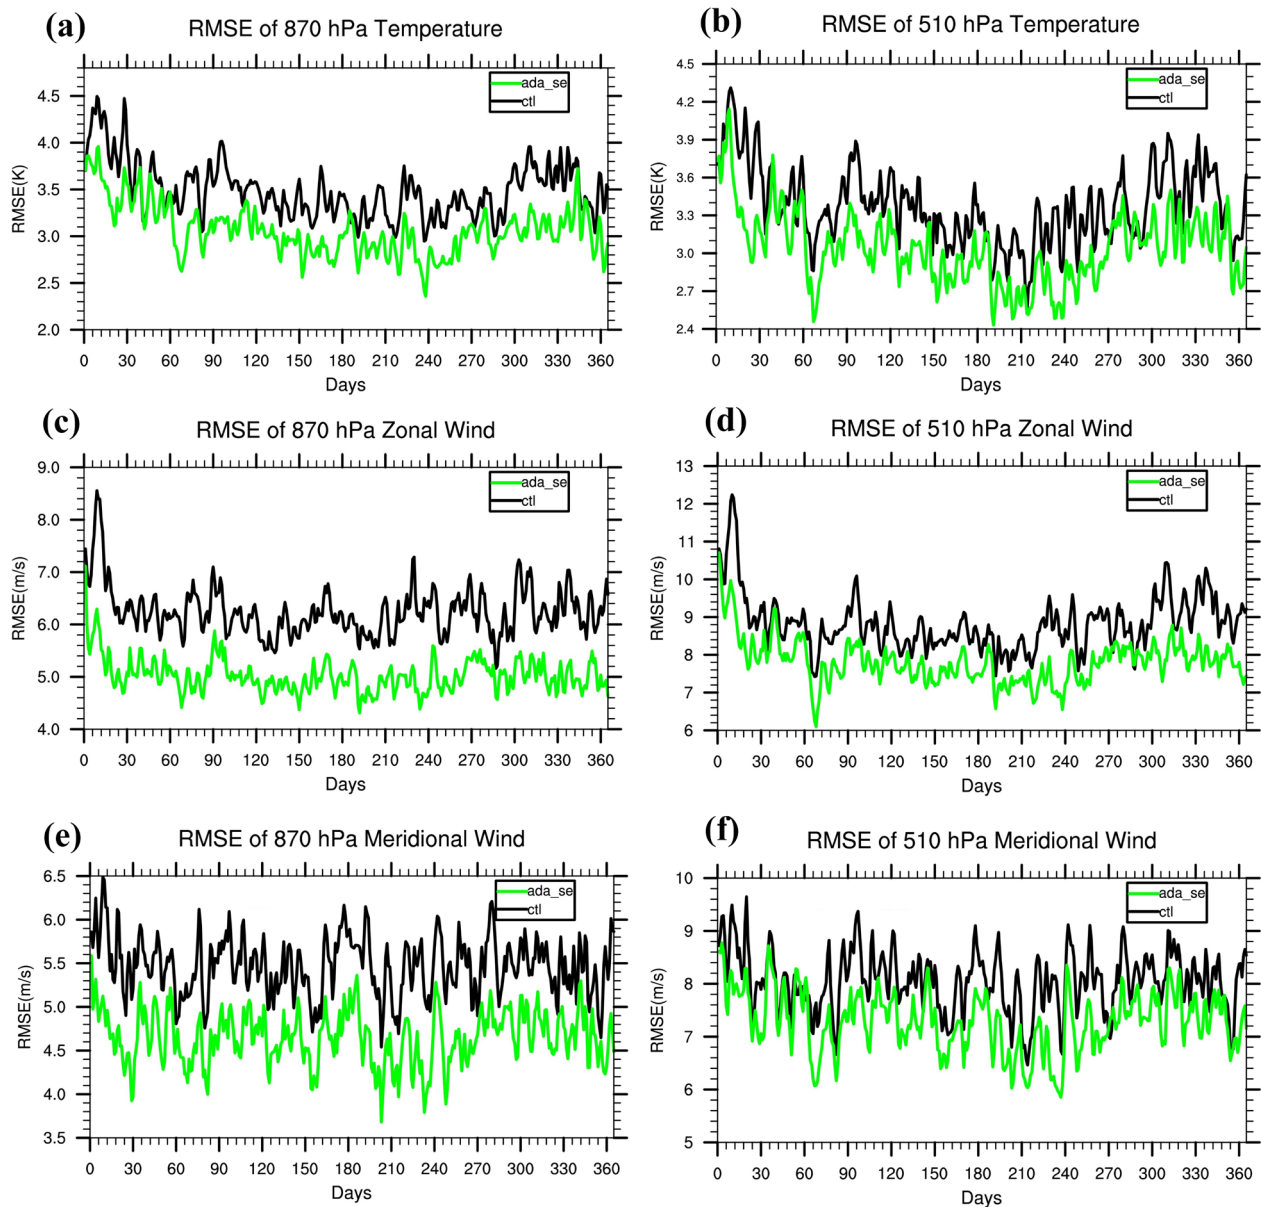 (a)
RMSE of 870 hPa Temperature
ada_se
ctl
RMSE(K)
4.5
4.0
3.5
3.0
2.5
2.0
0 30 60 90 120 150 180 210 240 270 300 330 360
Days
(b)
RMSE of 510 hPa Temperature
ada_se
ctl
RMSE(K)
4.5
4.2
3.9
3.6
3.3
3.0
2.7
2.4
0 30 60 90 120 150 180 210 240 270 300 330 360
Days
(c)
RMSE of 870 hPa Zonal Wind
ada_se
ctl
RMSE(m/s)
9.0
8.0
7.0
6.0
5.0
4.0
0 30 60 90 120 150 180 210 240 270 300 330 360
Days
(d)
RMSE of 510 hPa Zonal Wind
ada_se
ctl
RMSE(m/s)
13
12
11
10
9
8
7
6
0 30 60 90 120 150 180 210 240 270 300 330 360
Days
(e)
RMSE of 870 hPa Meridional Wind
ada_se
ctl
RMSE(m/s)
6.5
6.0
5.5
5.0
4.5
4.0
3.5
0 30 60 90 120 150 180 210 240 270 300 330 360
Days
(f)
RMSE of 510 hPa Meridional Wind
ada_se
ctl
RMSE(m/s)
10
9
8
7
6
5
0 30 60 90 120 150 180 210 240 270 300 330 360
Days